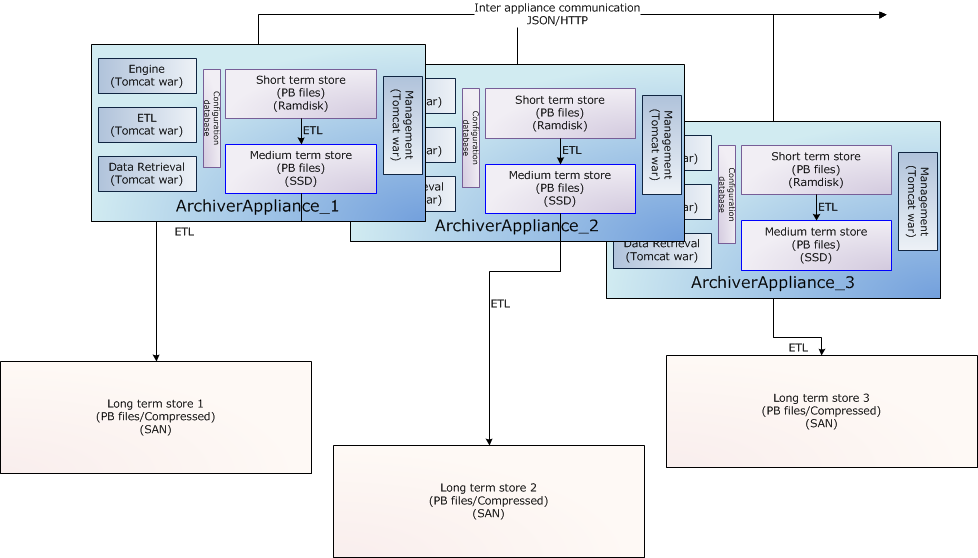 Inter appliance communication
JSON/HTTP
Engine
(Tomcat war)
ETL
(Tomcat war)
Data Retrieval
(Tomcat war)
Configuration
database
Short term store
(PB files)
(Ramdisk)
ETL
Medium term store
(PB files)
(SSD)
Management
(Tomcat war)
ArchiverAppliance_1
ETL
ar)
ar)
eval
ar)
Configuration
database
Short term store
(PB files)
(Ramdisk)
ETL
Medium term store
(PB files)
(SSD)
Management
(Tomcat war)
ArchiverAppliance_2
ETL
ar)
ar)
Data Retrieval
(Tomcat war)
Configuration
database
Short term store
(PB files)
(Ramdisk)
ETL
Medium term store
(PB files)
(SSD)
Management
(Tomcat war)
ArchiverAppliance_3
ETL
Long term store 1
(PB files/Compressed)
(SAN)
Long term store 2
(PB files/Compressed)
(SAN)
Long term store 3
(PB files/Compressed)
(SAN)